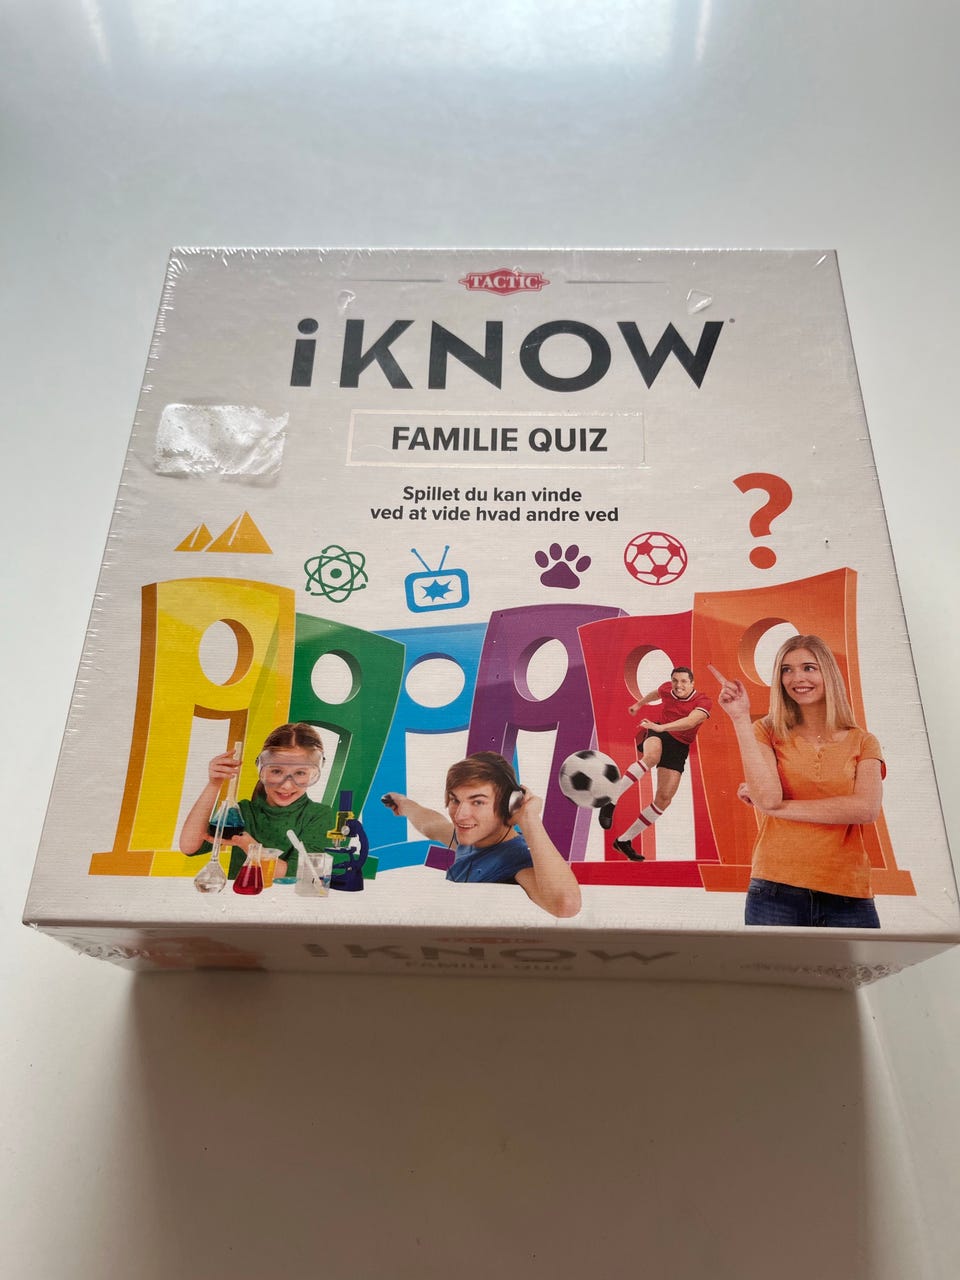 TACTIC
iKNOW
FAMILIE QUIZ
Spillet du kan vinde
ved at vide hvad andre ved
?
iKNOW
FAMILIE QUIZ